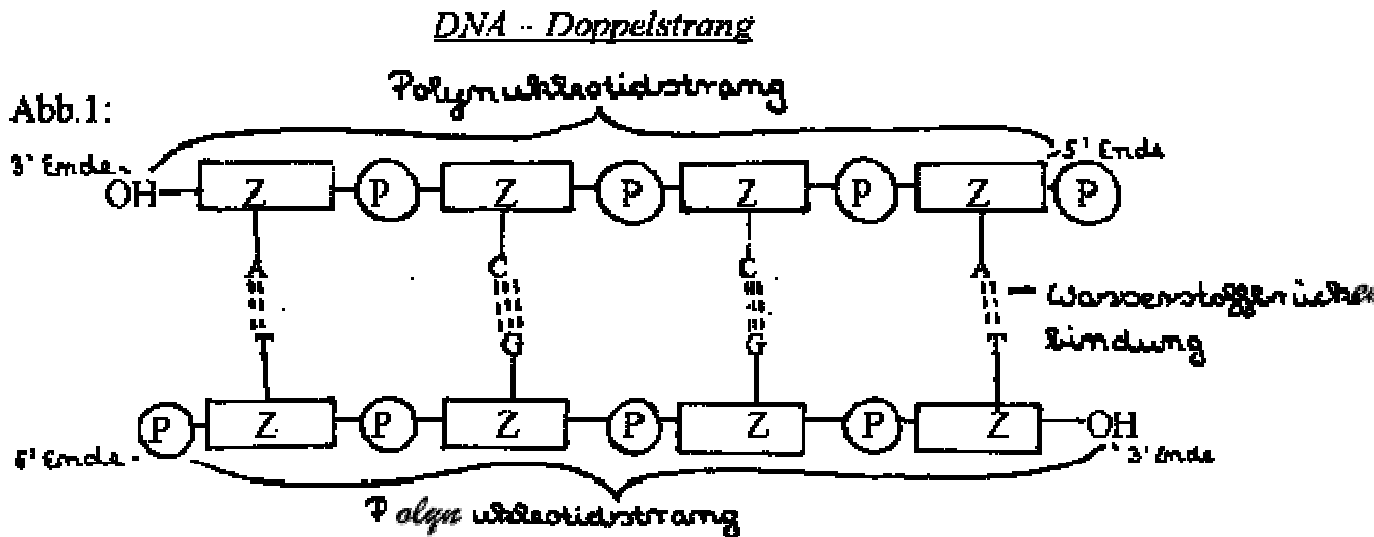 DNA - Doppelstrang
Polynukleotidstrang
Abb.1:
3' Ende
5' Ende
OH Z P Z P Z P Z P
A C C A
Wasserstoffbrücken
T G G T
bindung
P Z P Z P Z P Z OH
5' Ende
3' Ende
Polynukleotidstrang